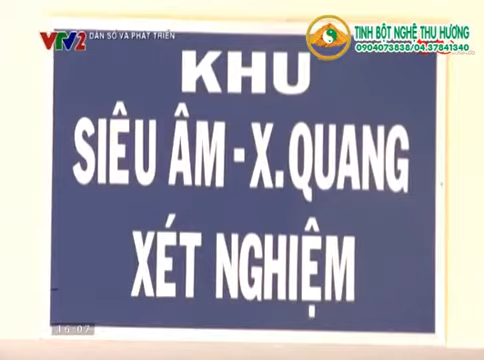 VTV2 DÂN SỐ VÀ PHÁT TRIỂN
TINH BỘT NGHỆ THU HƯƠNG
0904073838/04.37841340
KHU
SIÊU ÂM - X.QUANG
XÉT NGHIỆM
16:07